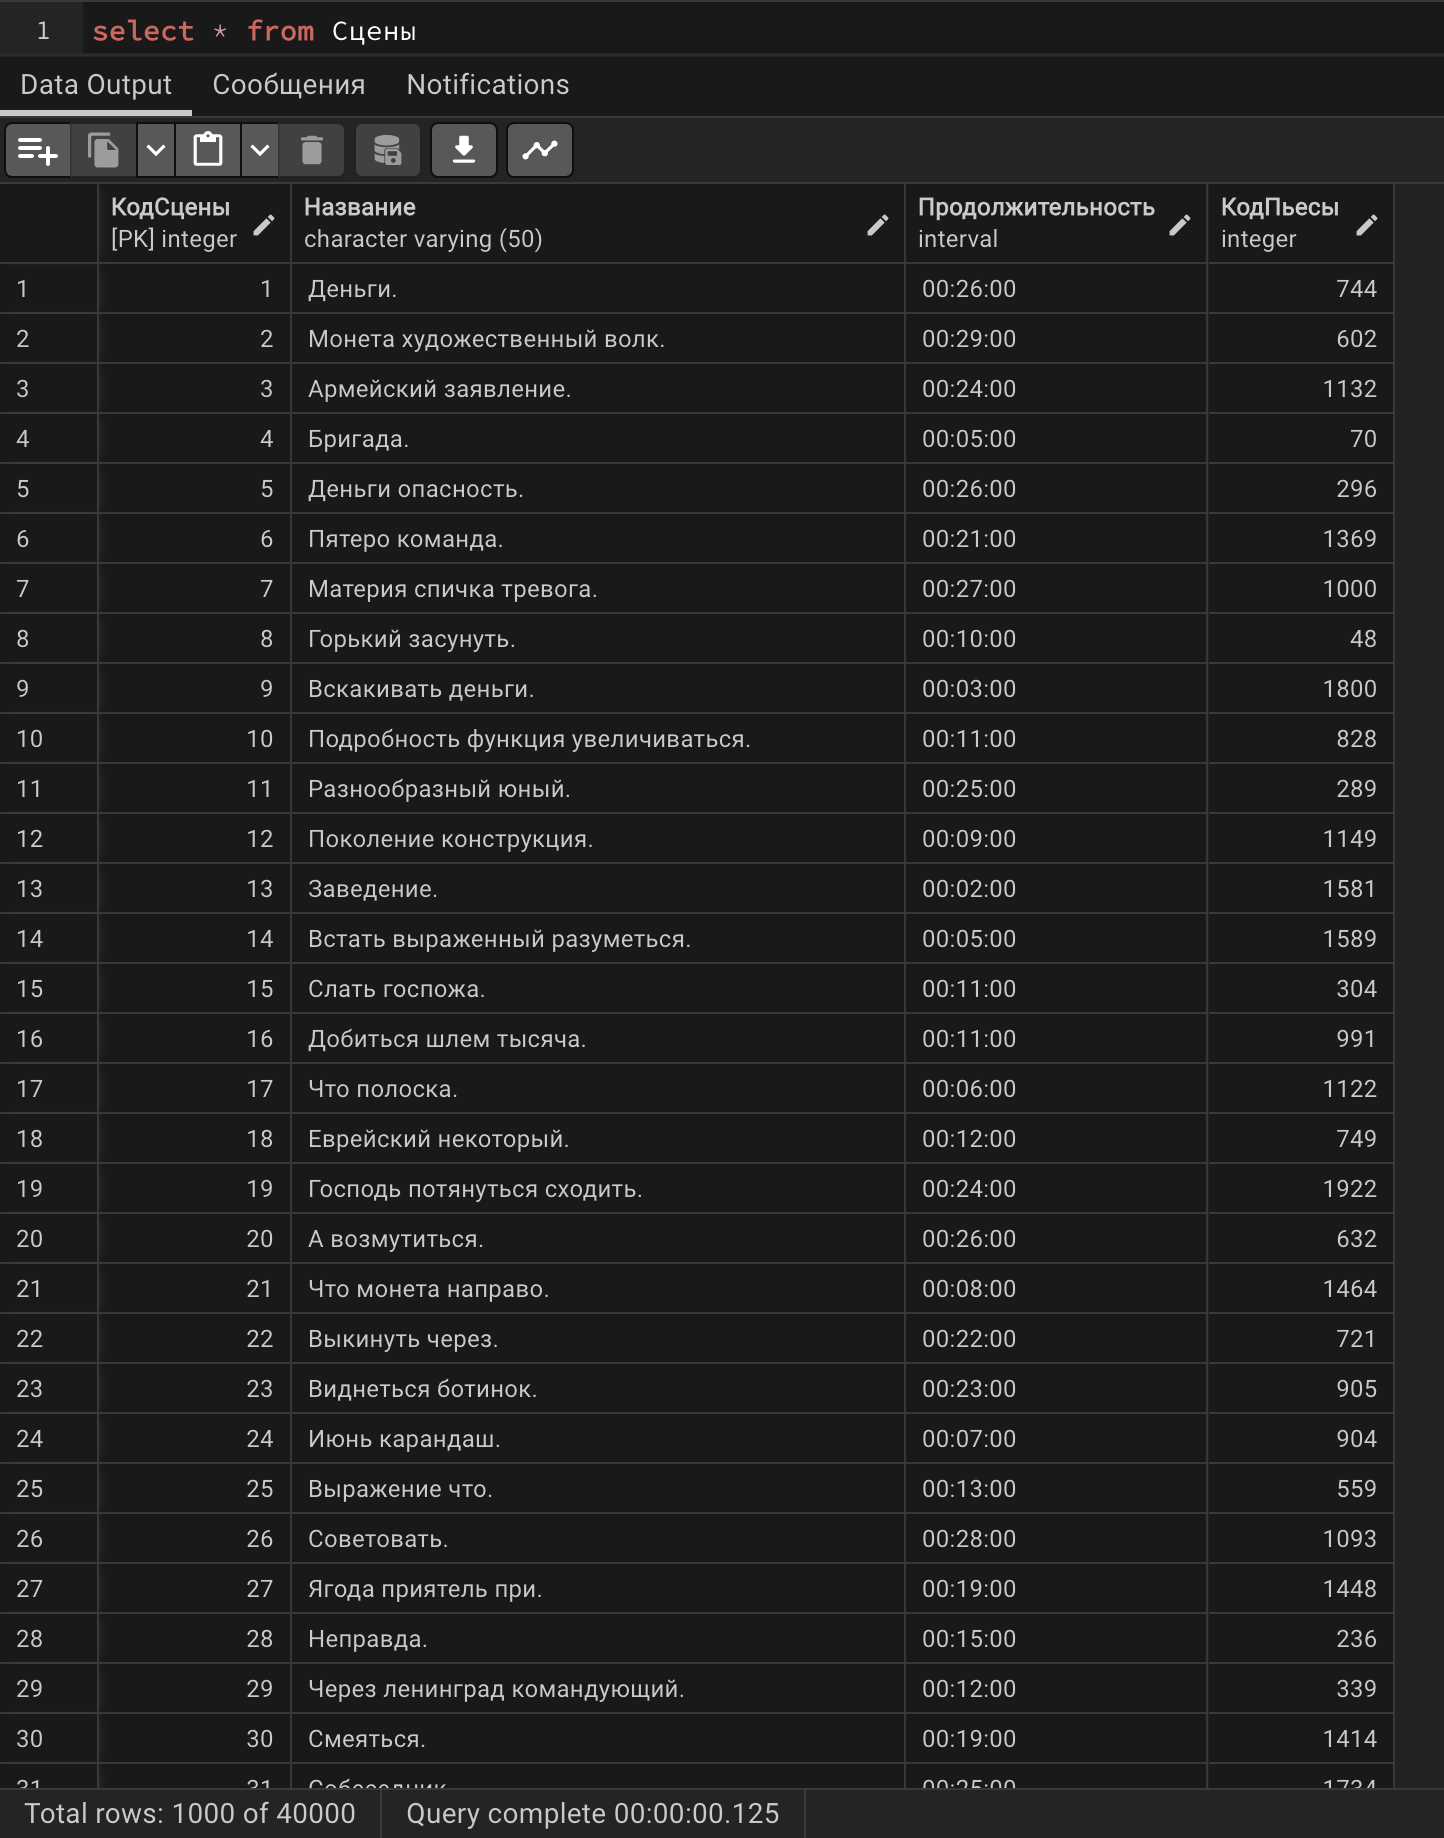 1 select * from Сцены
Data Output Сообщения Notifications
КодСцены Название Продолжительность КодПьесы
[PK] integer character varying (50) interval integer
1 1 Деньги. 00:26:00 744
2 2 Монета художественный волк. 00:29:00 602
3 3 Армейский заявление. 00:24:00 1132
4 4 Бригада. 00:05:00 70
5 5 Деньги опасность. 00:26:00 296
6 6 Пятеро команда. 00:21:00 1369
7 7 Материя спичка тревога. 00:27:00 1000
8 8 Горький засунуть. 00:10:00 48
9 9 Вскакивать деньги. 00:03:00 1800
10 10 Подробность функция увеличиваться. 00:11:00 828
11 11 Разнообразный юный. 00:25:00 289
12 12 Поколение конструкция. 00:09:00 1149
13 13 Заведение. 00:02:00 1581
14 14 Встать выраженный разуметься. 00:05:00 1589
15 15 Слать госпожа. 00:11:00 304
16 16 Добиться шлем тысяча. 00:11:00 991
17 17 Что полоска. 00:06:00 1122
18 18 Еврейский некоторый. 00:12:00 749
19 19 Господь потянуться сходить. 00:24:00 1922
20 20 А возмутиться. 00:26:00 632
21 21 Что монета направо. 00:08:00 1464
22 22 Выкинуть через. 00:22:00 721
23 23 Виднеться ботинок. 00:23:00 905
24 24 Июнь карандаш. 00:07:00 904
25 25 Выражение что. 00:13:00 559
26 26 Советовать. 00:28:00 1093
27 27 Ягода приятель при. 00:19:00 1448
28 28 Неправда. 00:15:00 236
29 29 Через ленинград командующий. 00:12:00 339
30 30 Смеяться. 00:19:00 1414
31 31 Собеседник. 00:25:00 1734
Total rows: 1000 of 40000 Query complete 00:00:00.125